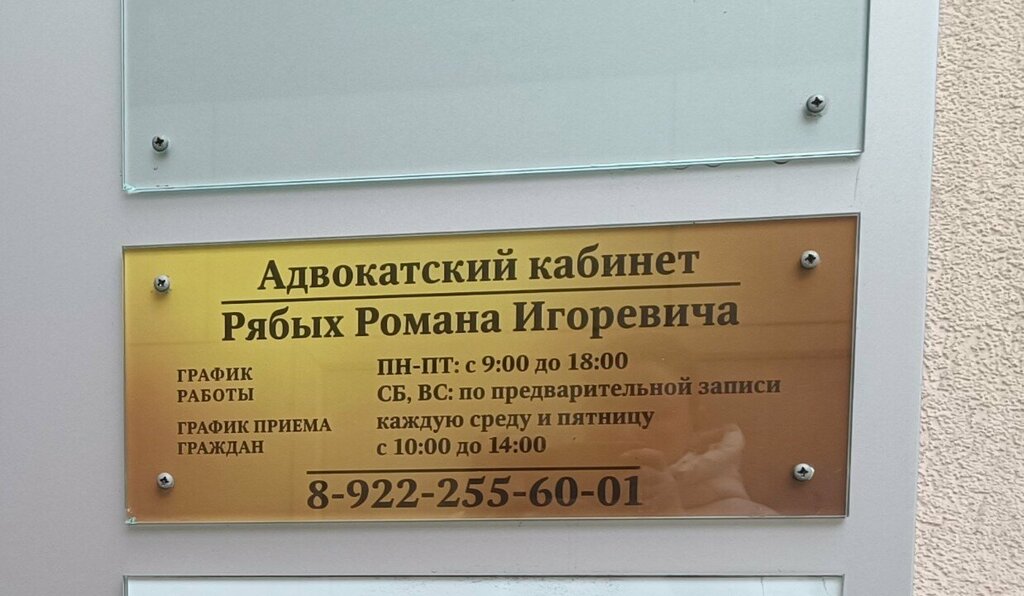 Адвокатский кабинет
Рябых Романа Игоревича
ГРАФИК РАБОТЫ
ПН-ПТ: с 9:00 до 18:00
СБ, ВС: по предварительной записи
ГРАФИК ПРИЕМА ГРАЖДАН
каждую среду и пятницу
с 10:00 до 14:00
8-922-255-60-01